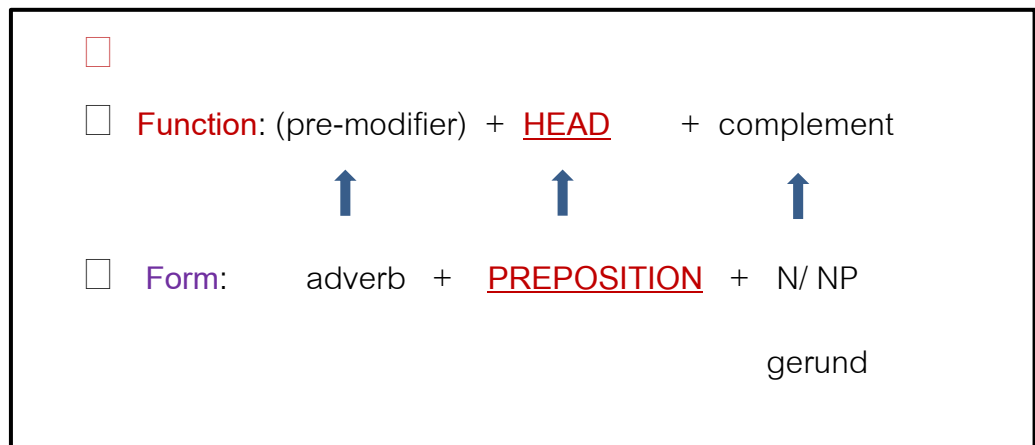 Function: (pre-modifier) + HEAD + complement
Form: adverb + PREPOSITION + N/ NP
gerund